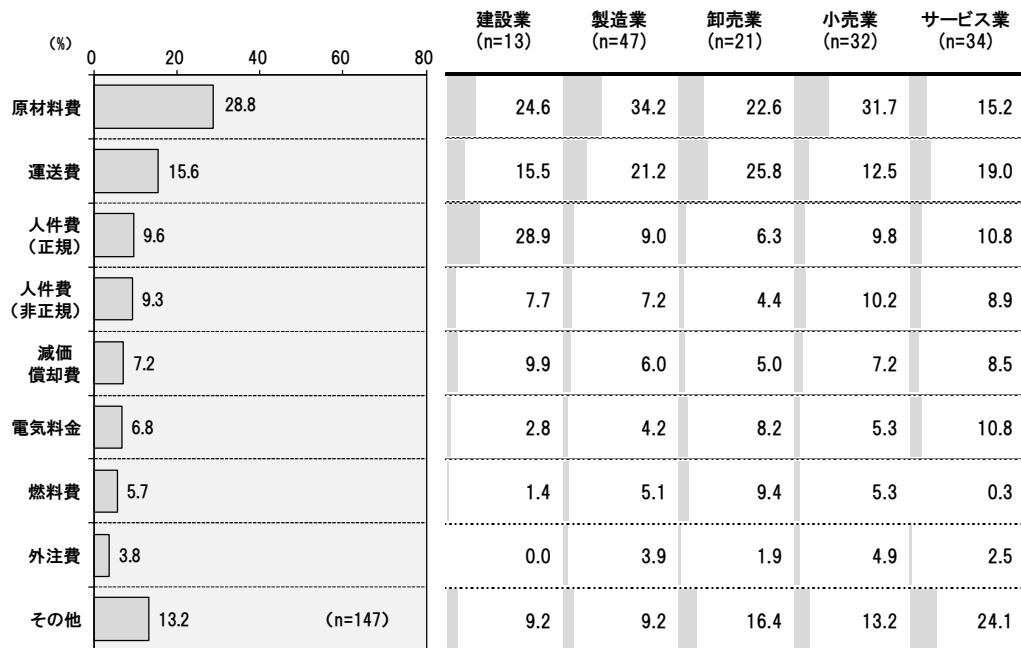 建設業 製造業 卸売業 小売業 サービス業
(%) (n=13) (n=47) (n=21) (n=32) (n=34)
0 20 40 60 80
原材料費 28.8 24.6 34.2 22.6 31.7 15.2
運送費 15.6 15.5 21.2 25.8 12.5 19.0
人件費
（正規） 9.6 28.9 9.0 6.3 9.8 10.8
人件費
（非正規） 9.3 7.7 7.2 4.4 10.2 8.9
減価
償却費 7.2 9.9 6.0 5.0 7.2 8.5
電気料金 6.8 2.8 4.2 8.2 5.3 10.8
燃料費 5.7 1.4 5.1 9.4 5.3 0.3
外注費 3.8 0.0 3.9 1.9 4.9 2.5
その他 13.2 (n=147) 9.2 9.2 16.4 13.2 24.1